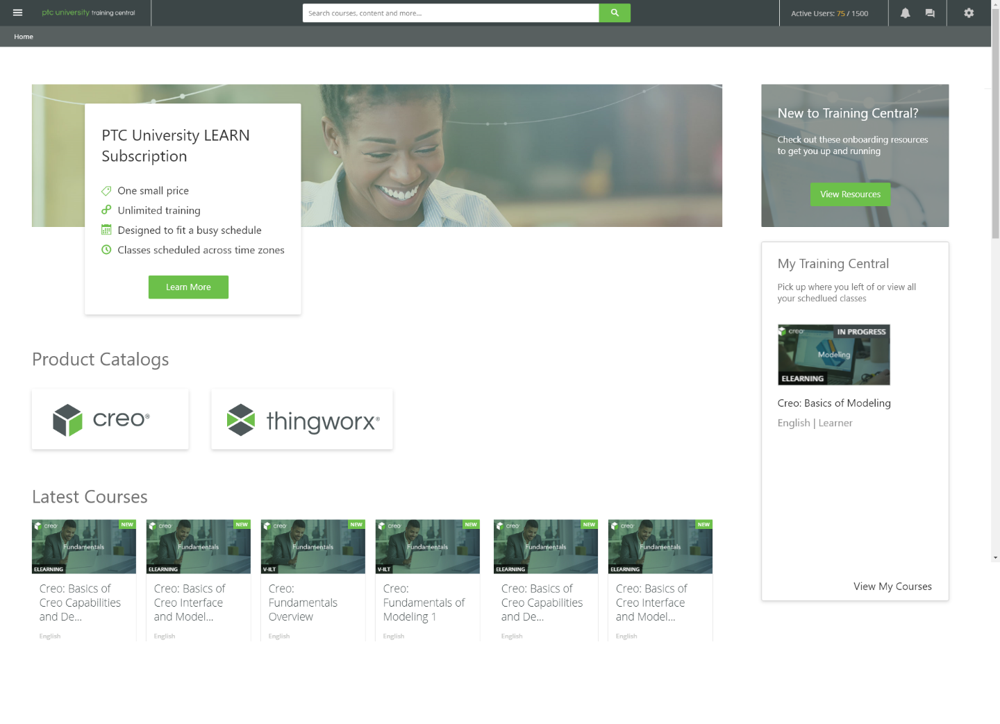 ptc university training central
Search courses, content and more...
Active Users: 75 / 1500
Home
PTC University LEARN
Subscription
One small price
Unlimited training
Designed to fit a busy schedule
Classes scheduled across time zones
Learn More
New to Training Central?
Check out these onboarding resources
to get you up and running
View Resources
My Training Central
Pick up where you left of or view all
your schedlued classes
creo
IN PROGRESS
Modeling
ELEARNING
Creo: Basics of Modeling
English | Learner
View My Courses
Product Catalogs
creo®
thingworx®
Latest Courses
creo
NEW
Fundamentals
ELEARNING
Creo: Basics of
Creo Capabilities
and De...
English
creo
NEW
Fundamentals
ELEARNING
Creo: Basics of
Creo Interface
and Model...
English
creo
NEW
Fundamentals
V-ILT
Creo:
Fundamentals
Overview
English
creo
NEW
Fundamentals
V-ILT
Creo:
Fundamentals of
Modeling 1
English
creo
NEW
Fundamentals
ELEARNING
Creo: Basics of
Creo Capabilities
and De...
English
creo
NEW
Fundamentals
ELEARNING
Creo: Basics of
Creo Interface
and Model...
English